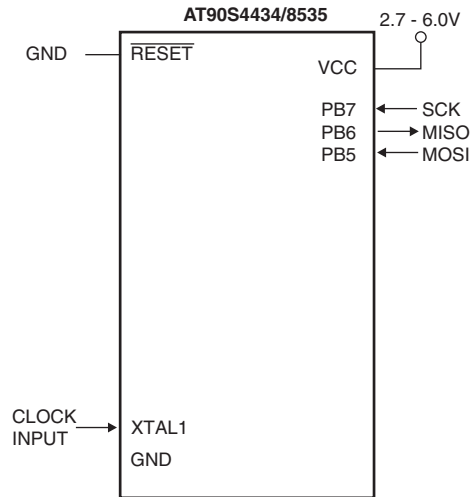 AT90S4434/8535
2.7 - 6.0V
GND
RESET
VCC
PB7
SCK
PB6
MISO
PB5
MOSI
CLOCK
INPUT
XTAL1
GND